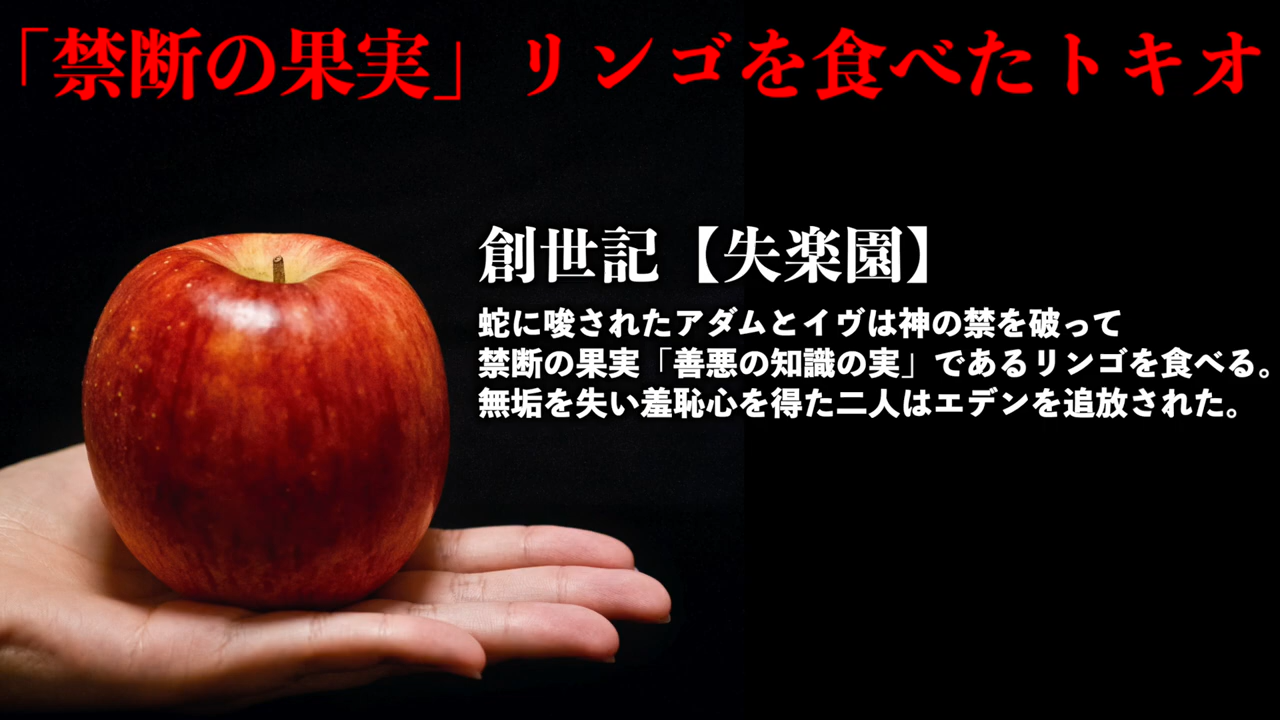 「禁断の果実」リンゴを食べたトキオ
創世記【失楽園】
蛇に唆されたアダムとイヴは神の禁を破って
禁断の果実「善悪の知識の実」であるリンゴを食べる。
無垢を失い羞恥心を得た二人はエデンを追放された。